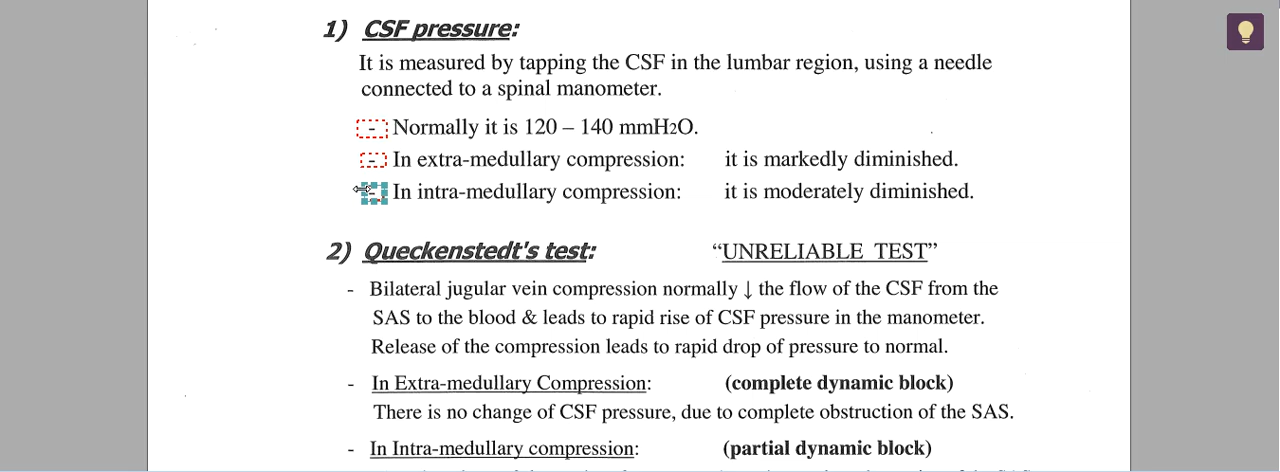 1) CSF pressure:
It is measured by tapping the CSF in the lumbar region, using a needle
connected to a spinal manometer.
- Normally it is 120 – 140 mmH2O.
- In extra-medullary compression: it is markedly diminished.
- In intra-medullary compression: it is moderately diminished.
2) Queckenstedt's test: “UNRELIABLE TEST”
- Bilateral jugular vein compression normally ↓ the flow of the CSF from the
SAS to the blood & leads to rapid rise of CSF pressure in the manometer.
Release of the compression leads to rapid drop of pressure to normal.
- In Extra-medullary Compression: (complete dynamic block)
There is no change of CSF pressure, due to complete obstruction of the SAS.
- In Intra-medullary compression: (partial dynamic block)